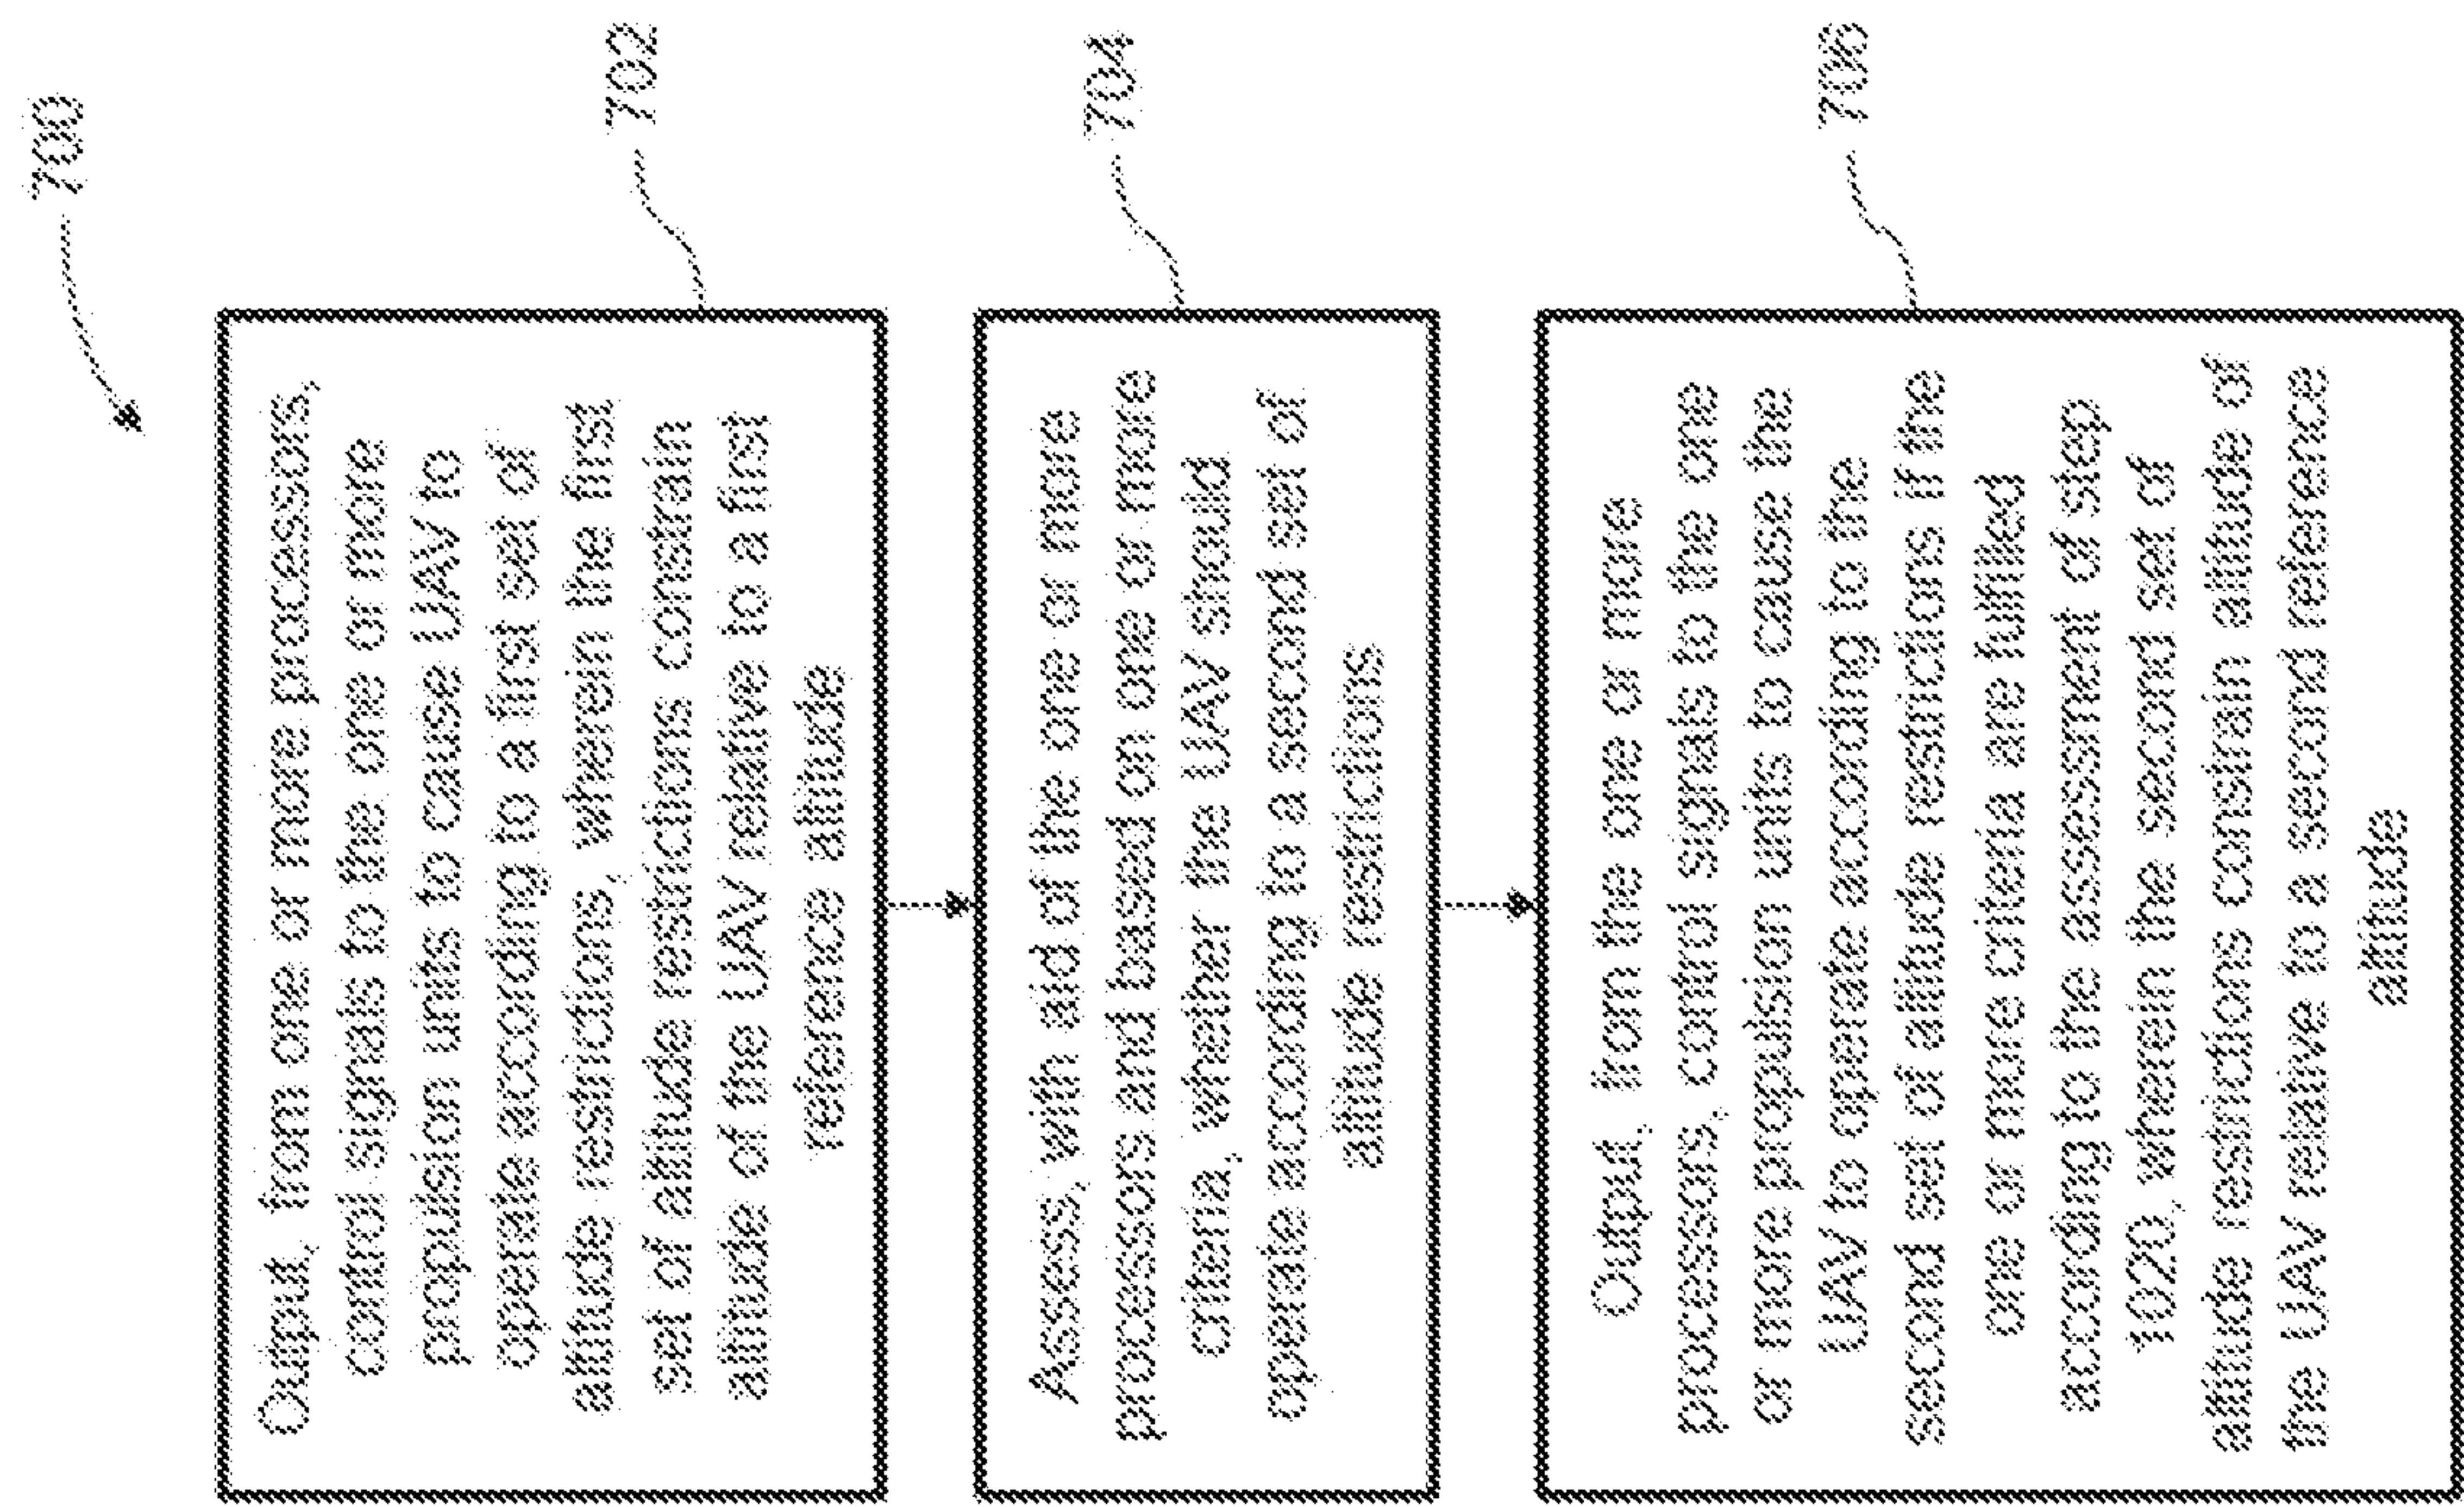 700
702
Output, from one or more processors,
control signals to the one or more
propulsion units to cause UAV to
operate according to a first set of
altitude restrictions, wherein the first
set of altitude restrictions constrain
altitude of the UAV relative to a first
reference altitude
704
Assess, with aid of the one or more
processors and based on one or more
criteria, whether the UAV should
operate according to a second set of
altitude restrictions
706
Output, from the one or more
processors, control signals to the one
or more propulsion units to cause the
UAV to operate according to the
second set of altitude restrictions if the
one or more criteria are fulfilled
according to the assessment of step
1020, wherein the second set of
altitude restrictions constrain altitude of
the UAV relative to a second reference
altitude